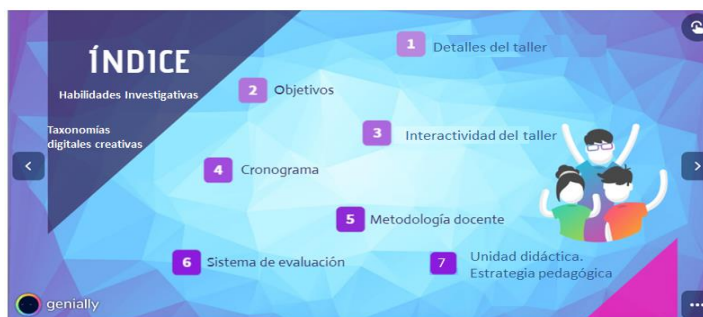 ÍNDICE
Habilidades Investigativas
Taxonomías
digitales creativas
1 Detalles del taller
2 Objetivos
3 Interactividad del taller
4 Cronograma
5 Metodología docente
6 Sistema de evaluación
7 Unidad didáctica.
Estrategia pedagógica
genially